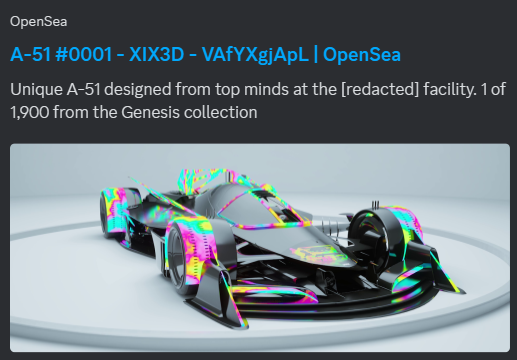 OpenSea
A-51 #0001 - XIX3D - VAfYXgjApL | OpenSea
Unique A-51 designed from top minds at the [redacted] facility. 1 of
1,900 from the Genesis collection